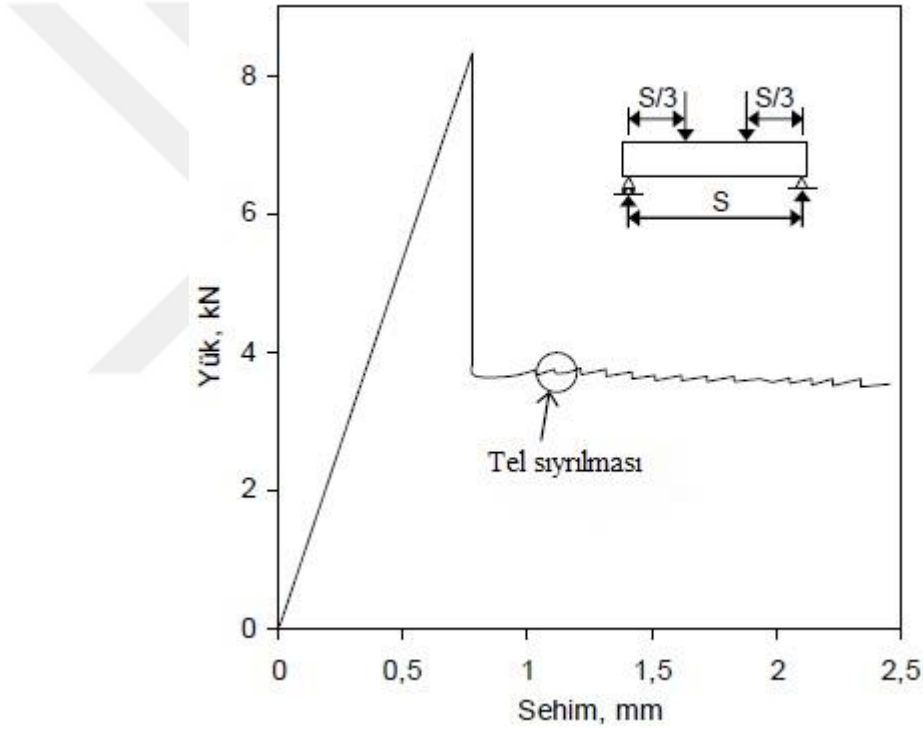 8
6
4
2
0
Yük, kN
S/3
S/3
S
Tel sıyrılması
0
0,5
1
1,5
2
2,5
Sehim, mm